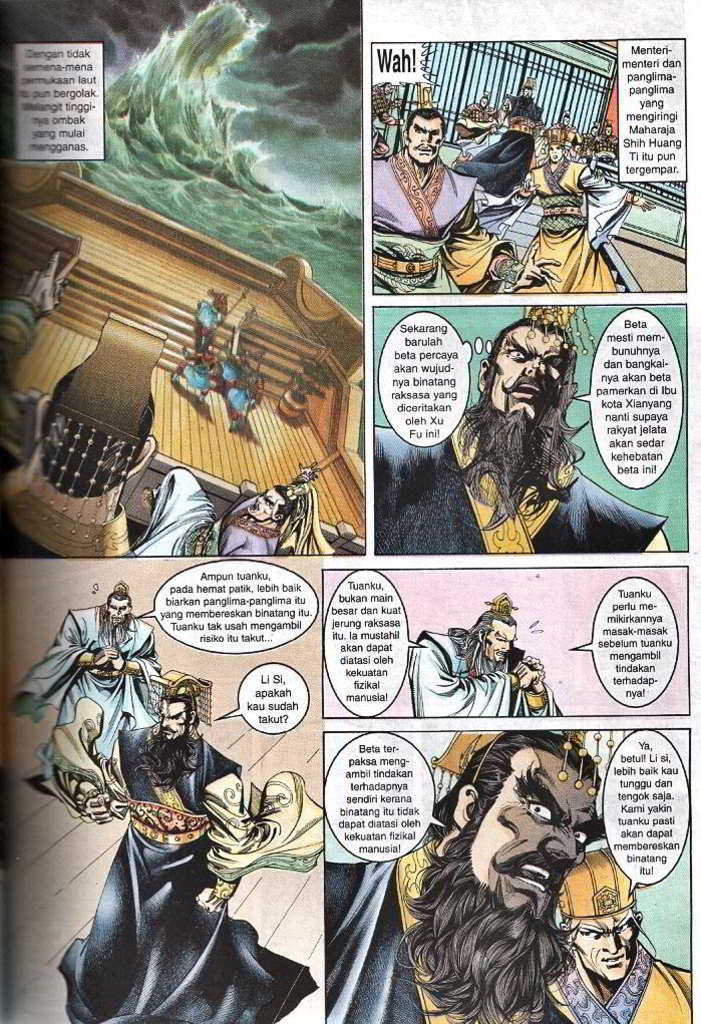 Dengan tidak
semena-mena
permukaan laut
itu pun bergolak.
Melangit tinggi-
nya ombak
yang mulai
mengganas.
Wah!
Menteri-
menteri dan
panglima-
panglima
yang
mengiringi
Maharaja
Shih Huang
Ti itu pun
tergempar.
Sekarang
barulah
beta percaya
akan wujud-
nya binatang
raksasa yang
diceritakan
oleh Xu
Fu ini!
Beta
mesti mem-
bunuhnya
dan bangkai-
nya akan beta
pamerkan di Ibu
kota Xianyang
nanti supaya
rakyat jelata
akan sedar
kehebatan
beta ini!
Ampun tuanku,
pada hemat patik, lebih baik
biarkan panglima-panglima itu
yang membereskan binatang itu.
Tuanku tak usah mengambil
risiko itu takut...
Li Si,
apakah
kau sudah
takut?
Tuanku,
bukan main
besar dan kuat
jerung raksasa
itu. Ia mustahil
akan dapat
diatasi oleh
kekuatan
fizikal
manusia!
Tuanku
perlu me-
mikirkannya
masak-masak
sebelum tuanku
mengambil
tindakan
terhadap-
nya!
Beta ter-
paksa meng-
ambil tindakan
terhadapnya
sendiri kerana
binatang itu tidak
dapat diatasi oleh
kekuatan fizikal
manusia!
Ya,
betul! Li si,
lebih baik kau
tunggu dan
tengok saja.
Kami yakin
tuanku pasti
akan dapat
membereskan
binatang
itu!